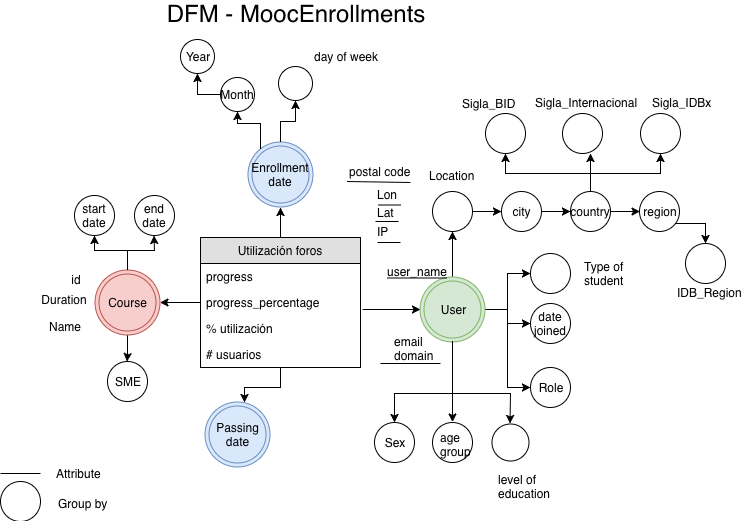 DFM - MoocEnrollments
Year
Month
day of week
Enrollment
date
postal code
Lon
Lat
IP
Location
city
country
region
Sigla_BID
Sigla_Internacional
Sigla_IDBx
IDB_Region
start
date
end
date
id
Duration
Name
Course
SME
Utilización foros
progress
progress_percentage
% utilización
# usuarios
Passing
date
user_name
User
email
domain
Type of
student
date
joined
Role
Sex
age
group
level of
education
Attribute
Group by